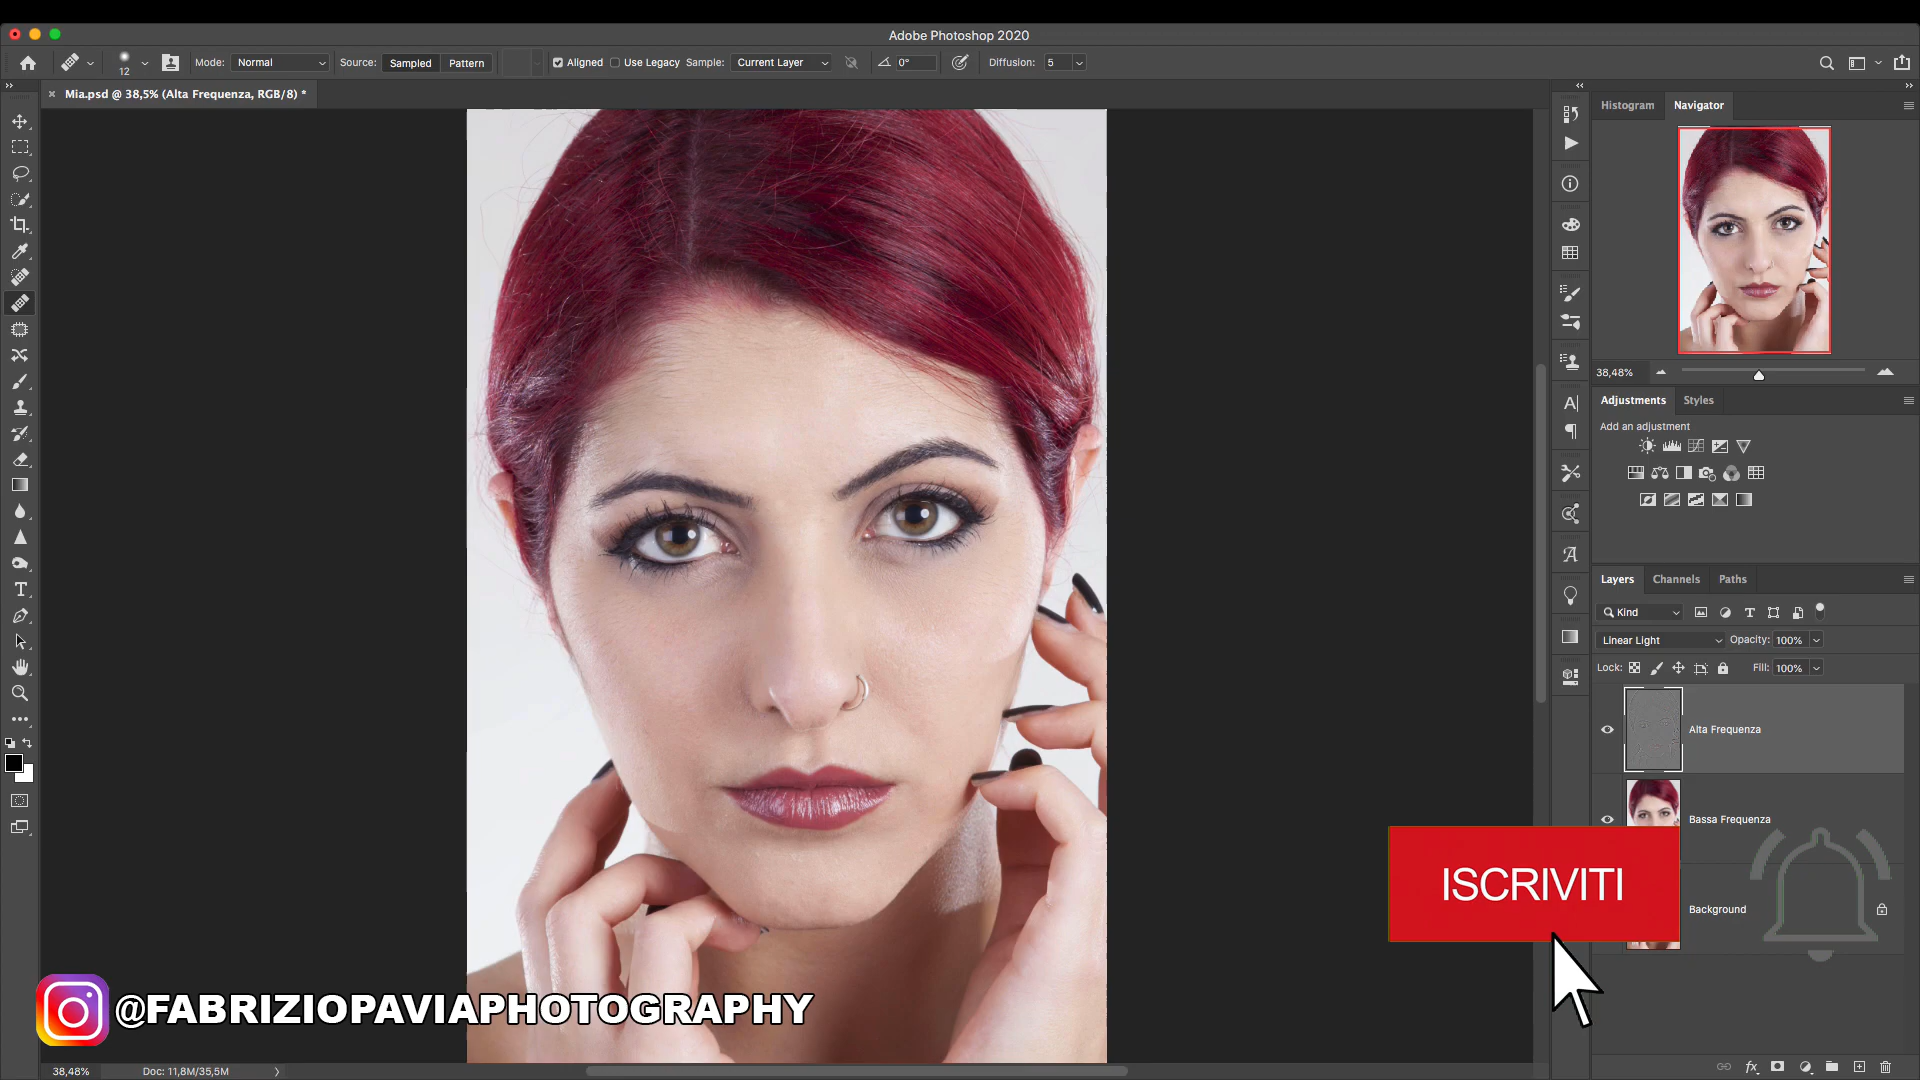 Adobe Photoshop 2020
12
Mode: Normal
Source: Sampled Pattern
Aligned
Use Legacy
Sample: Current Layer
0°
Diffusion: 5
Mia.psd @ 38,5% (Alta Frequenza, RGB/8) *
Histogram Navigator
38,48%
Adjustments Styles
Add an adjustment
Layers Channels Paths
Kind
Linear Light Opacity: 100%
Lock: Fill: 100%
Alta Frequenza
Bassa Frequenza
ISCRIVITI
Background
@FABRIZIOPAVIAPHOTOGRAPHY
38,48% Doc: 11,8M/35,5M